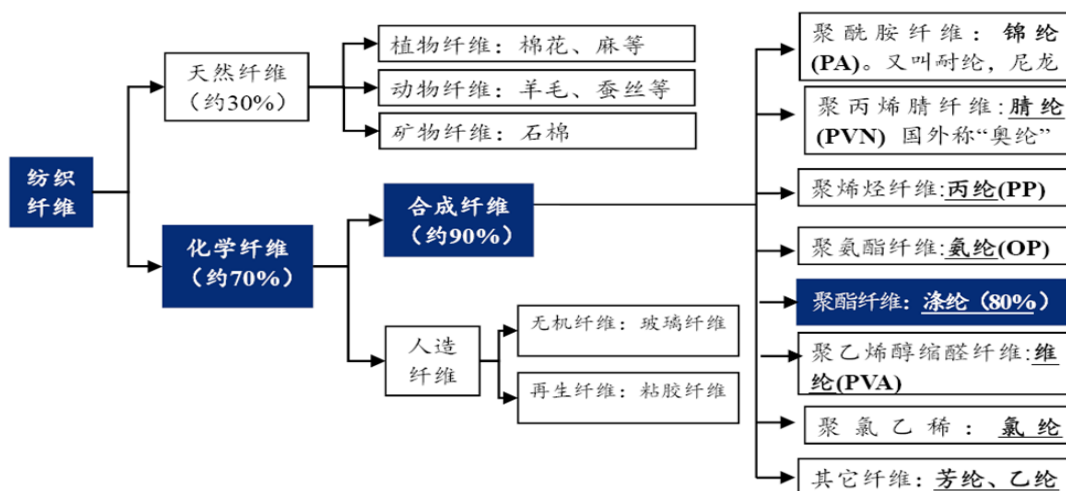 纺织
纤维
天然纤维
（约30%）
化学纤维
（约70%）
植物纤维：棉花、麻等
动物纤维：羊毛、蚕丝等
矿物纤维：石棉
合成纤维
（约90%）
人造
纤维
无机纤维：玻璃纤维
再生纤维：粘胶纤维
聚酰胺纤维：锦纶
(PA)。又叫耐纶，尼龙
聚丙烯腈纤维:腈纶
(PVN) 国外称“奥纶”
聚烯烃纤维:丙纶(PP)
聚氨酯纤维:氨纶(OP)
聚酯纤维：涤纶（80%）
聚乙烯醇缩醛纤维:维
纶(PVA)
聚氯乙稀：氯纶
其它纤维：芳纶、乙纶